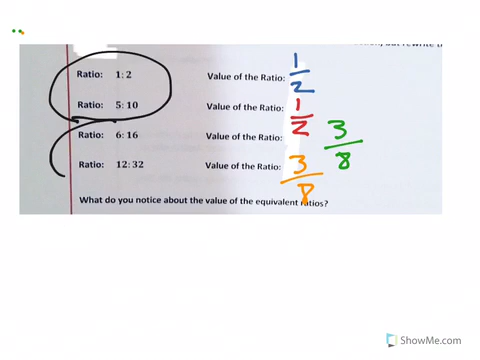 Ratio: 1:2 Value of the Ratio: 1/2
Ratio: 5:10 Value of the Ratio: 1/2
Ratio: 6:16 Value of the Ratio: 3/8
Ratio: 12:32 Value of the Ratio: 3/8
What do you notice about the value of the equivalent ratios?
ShowMe.com